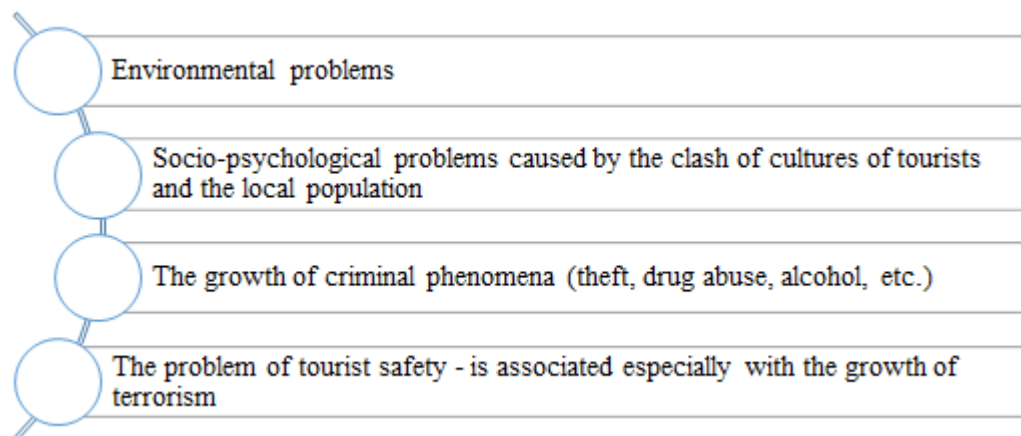 Environmental problems
Socio-psychological problems caused by the clash of cultures of tourists
and the local population
The growth of criminal phenomena (theft, drug abuse, alcohol, etc.)
The problem of tourist safety - is associated especially with the growth of
terrorism